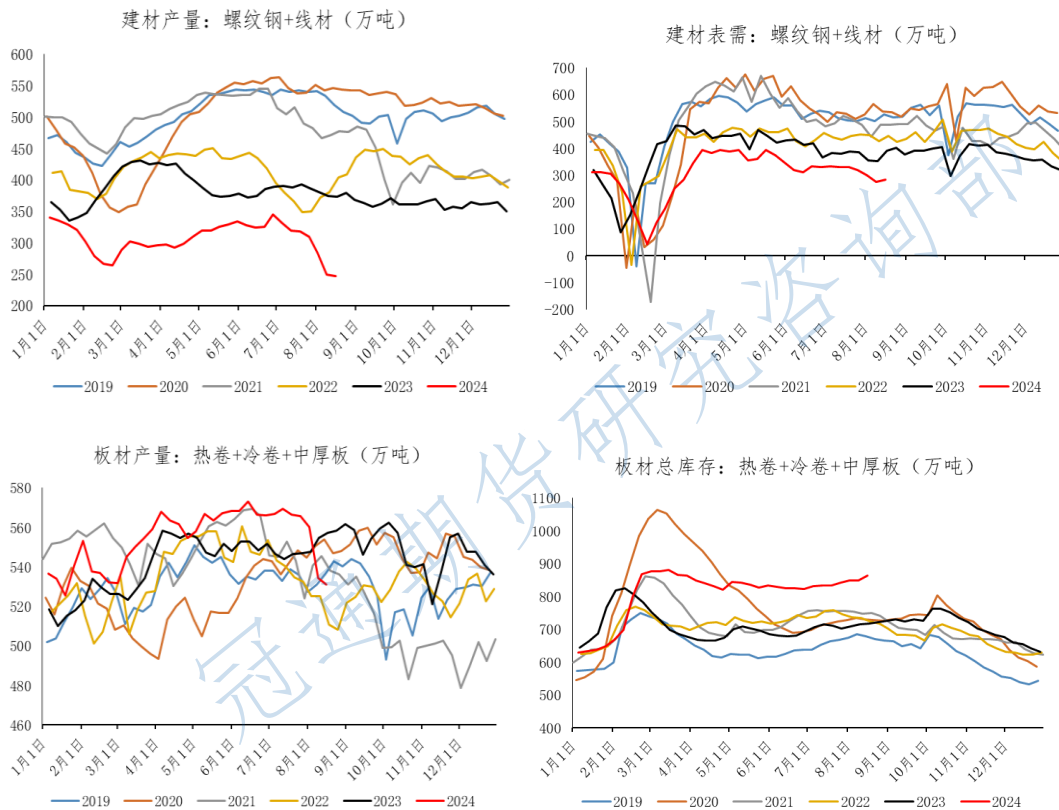 建材产量：螺纹钢+线材（万吨）
600
550
500
450
400
350
300
250
200
1月1日
2月1日
3月1日
4月1日
5月1日
6月1日
7月1日
8月1日
9月1日
10月1日
11月1日
12月1日
2019 2020 2021 2022 2023 2024
建材表需：螺纹钢+线材（万吨）
700
600
500
400
300
200
100
0
-100
-200
1月1日
2月1日
3月1日
4月1日
5月1日
6月1日
7月1日
8月1日
9月1日
10月1日
11月1日
12月1日
2019 2020 2021 2022 2023 2024
板材产量：热卷+冷卷+中厚板（万吨）
580
560
540
520
500
480
460
1月1日
2月1日
3月1日
4月1日
5月1日
6月1日
7月1日
8月1日
9月1日
10月1日
11月1日
12月1日
2019 2020 2021 2022 2023 2024
板材总库存：热卷+冷卷+中厚板（万吨）
1100
1000
900
800
700
600
500
400
1月1日
2月1日
3月1日
4月1日
5月1日
6月1日
7月1日
8月1日
9月1日
10月1日
11月1日
12月1日
2019 2020 2021 2022 2023 2024
冠通期货研究咨询部